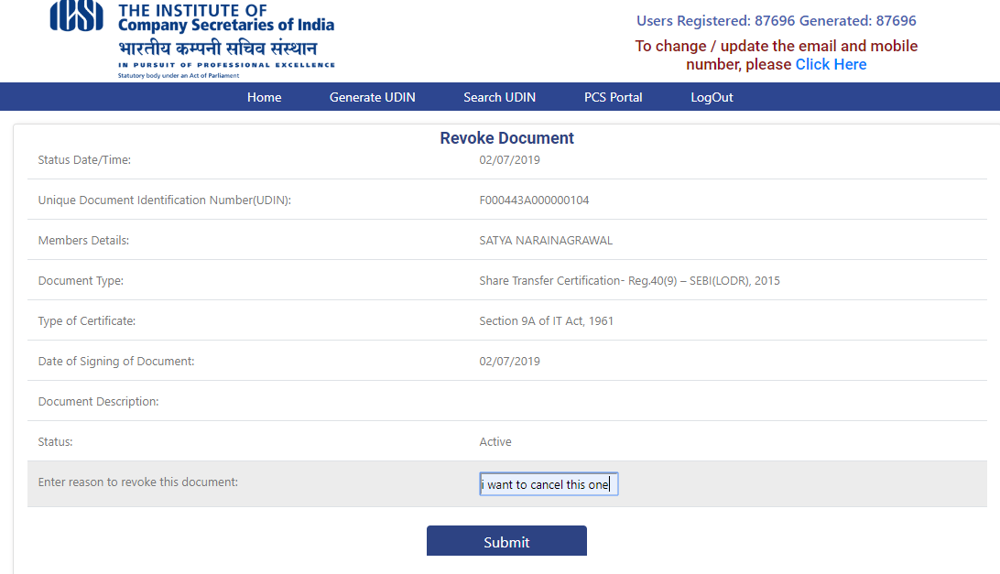 ICSI
THE INSTITUTE OF
Company Secretaries of India
भारतीय कम्पनी सचिव संस्थान
IN PURSUIT OF PROFESSIONAL EXCELLENCE
Statutory body under an Act of Parliament
Users Registered: 87696 Generated: 87696
To change / update the email and mobile
number, please Click Here
Home Generate UDIN Search UDIN PCS Portal LogOut
Revoke Document
Status Date/Time: 02/07/2019
Unique Document Identification Number(UDIN): F000443A000000104
Members Details: SATYA NARAINAGRAWAL
Document Type: Share Transfer Certification- Reg.40(9) – SEBI(LODR), 2015
Type of Certificate: Section 9A of IT Act, 1961
Date of Signing of Document: 02/07/2019
Document Description:
Status: Active
Enter reason to revoke this document: i want to cancel this one
Submit